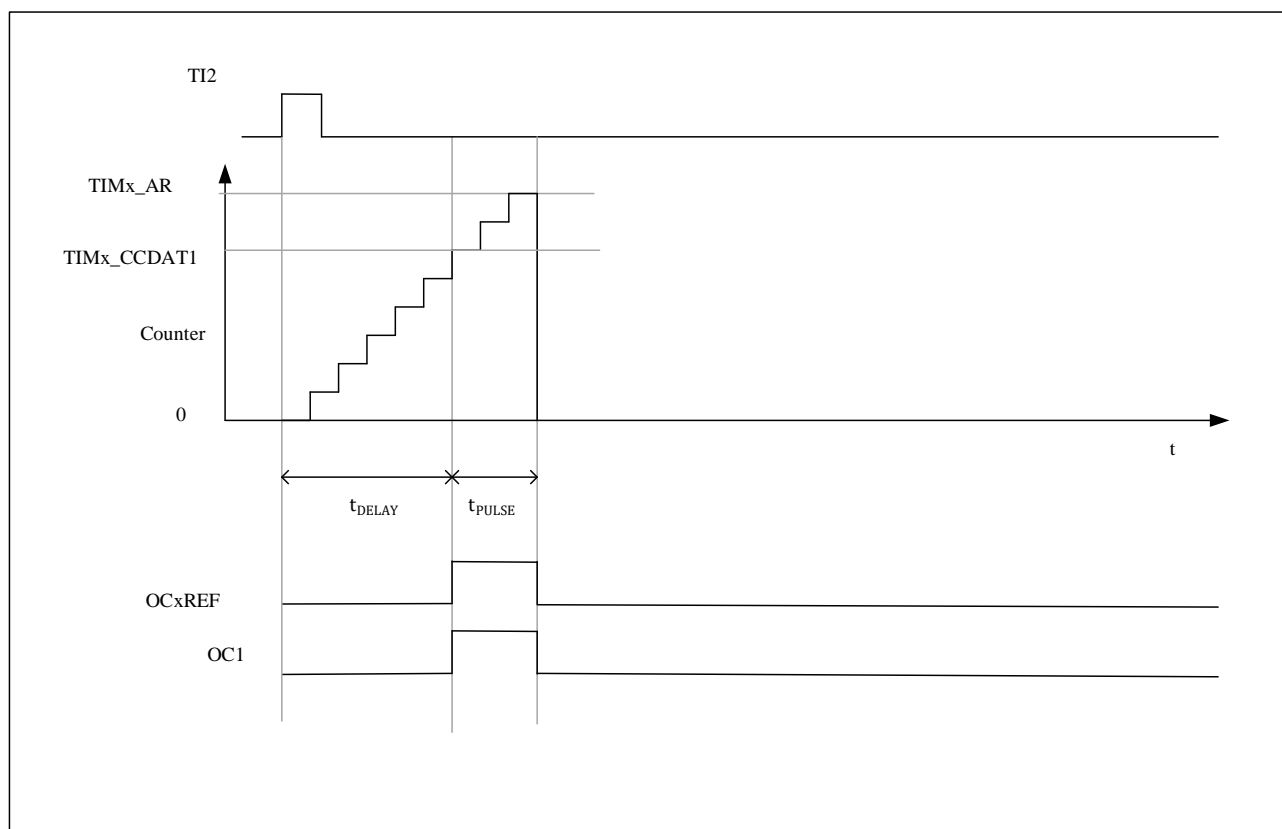 TI2
TIMx_AR
TIMx_CCDAT1
Counter
0
t
tDELAY
tPULSE
OCxREF
OC1